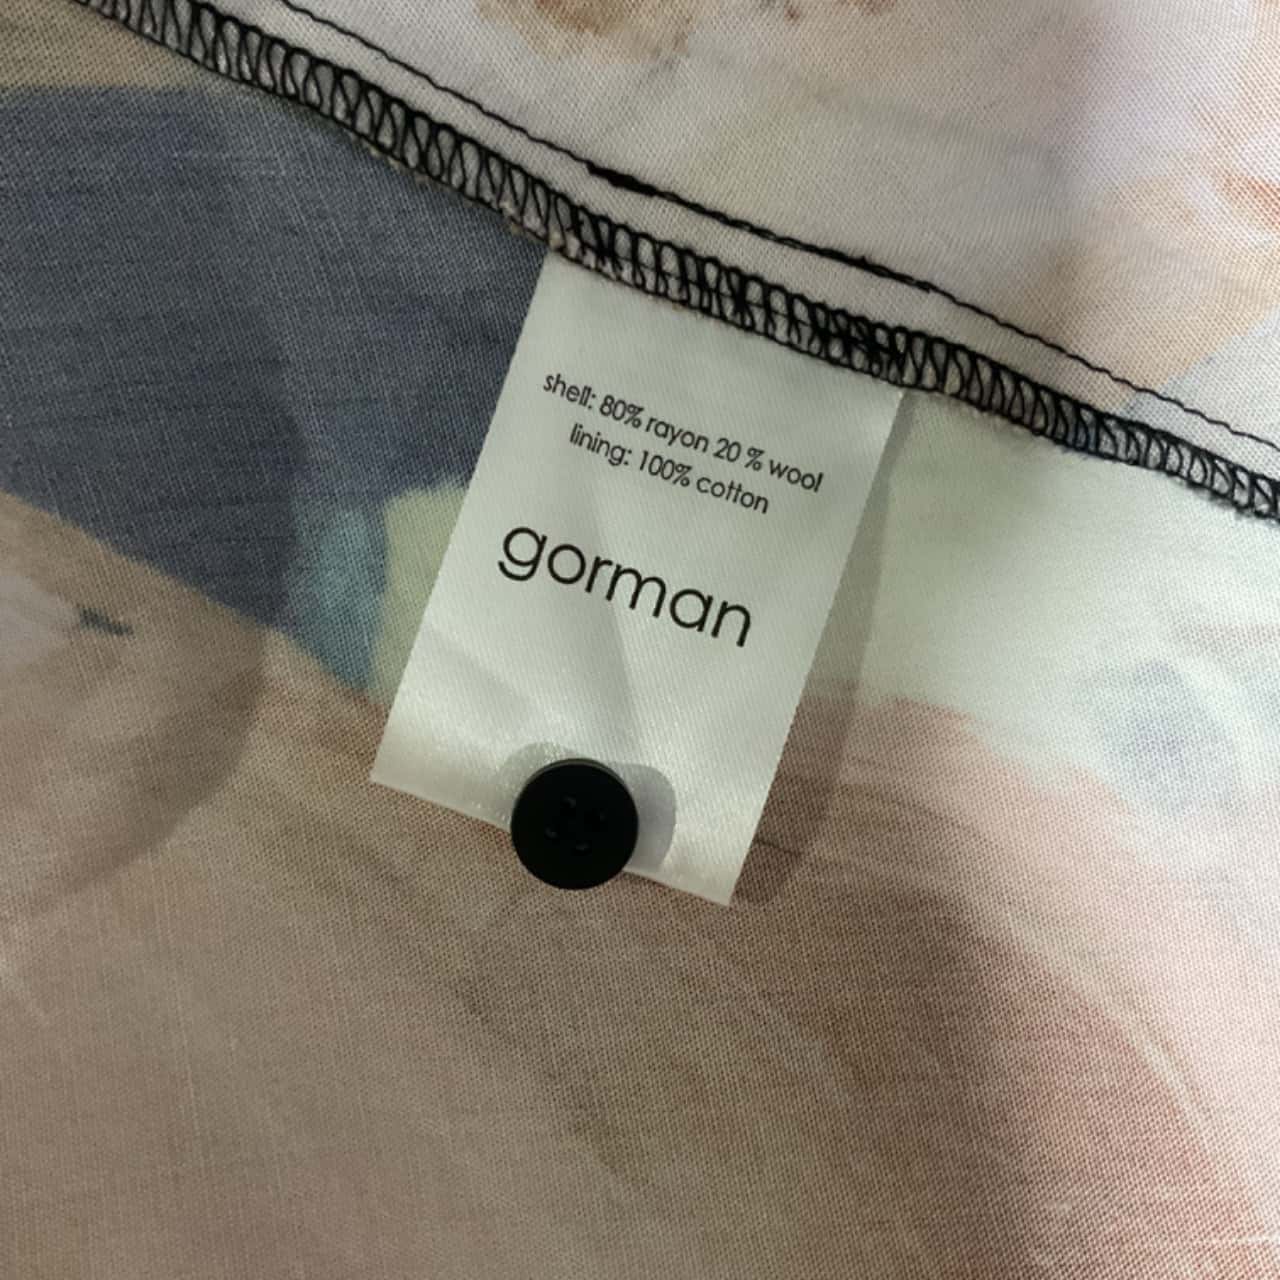 shell: 80% rayon 20 % wool
lining: 100% cotton
gorman